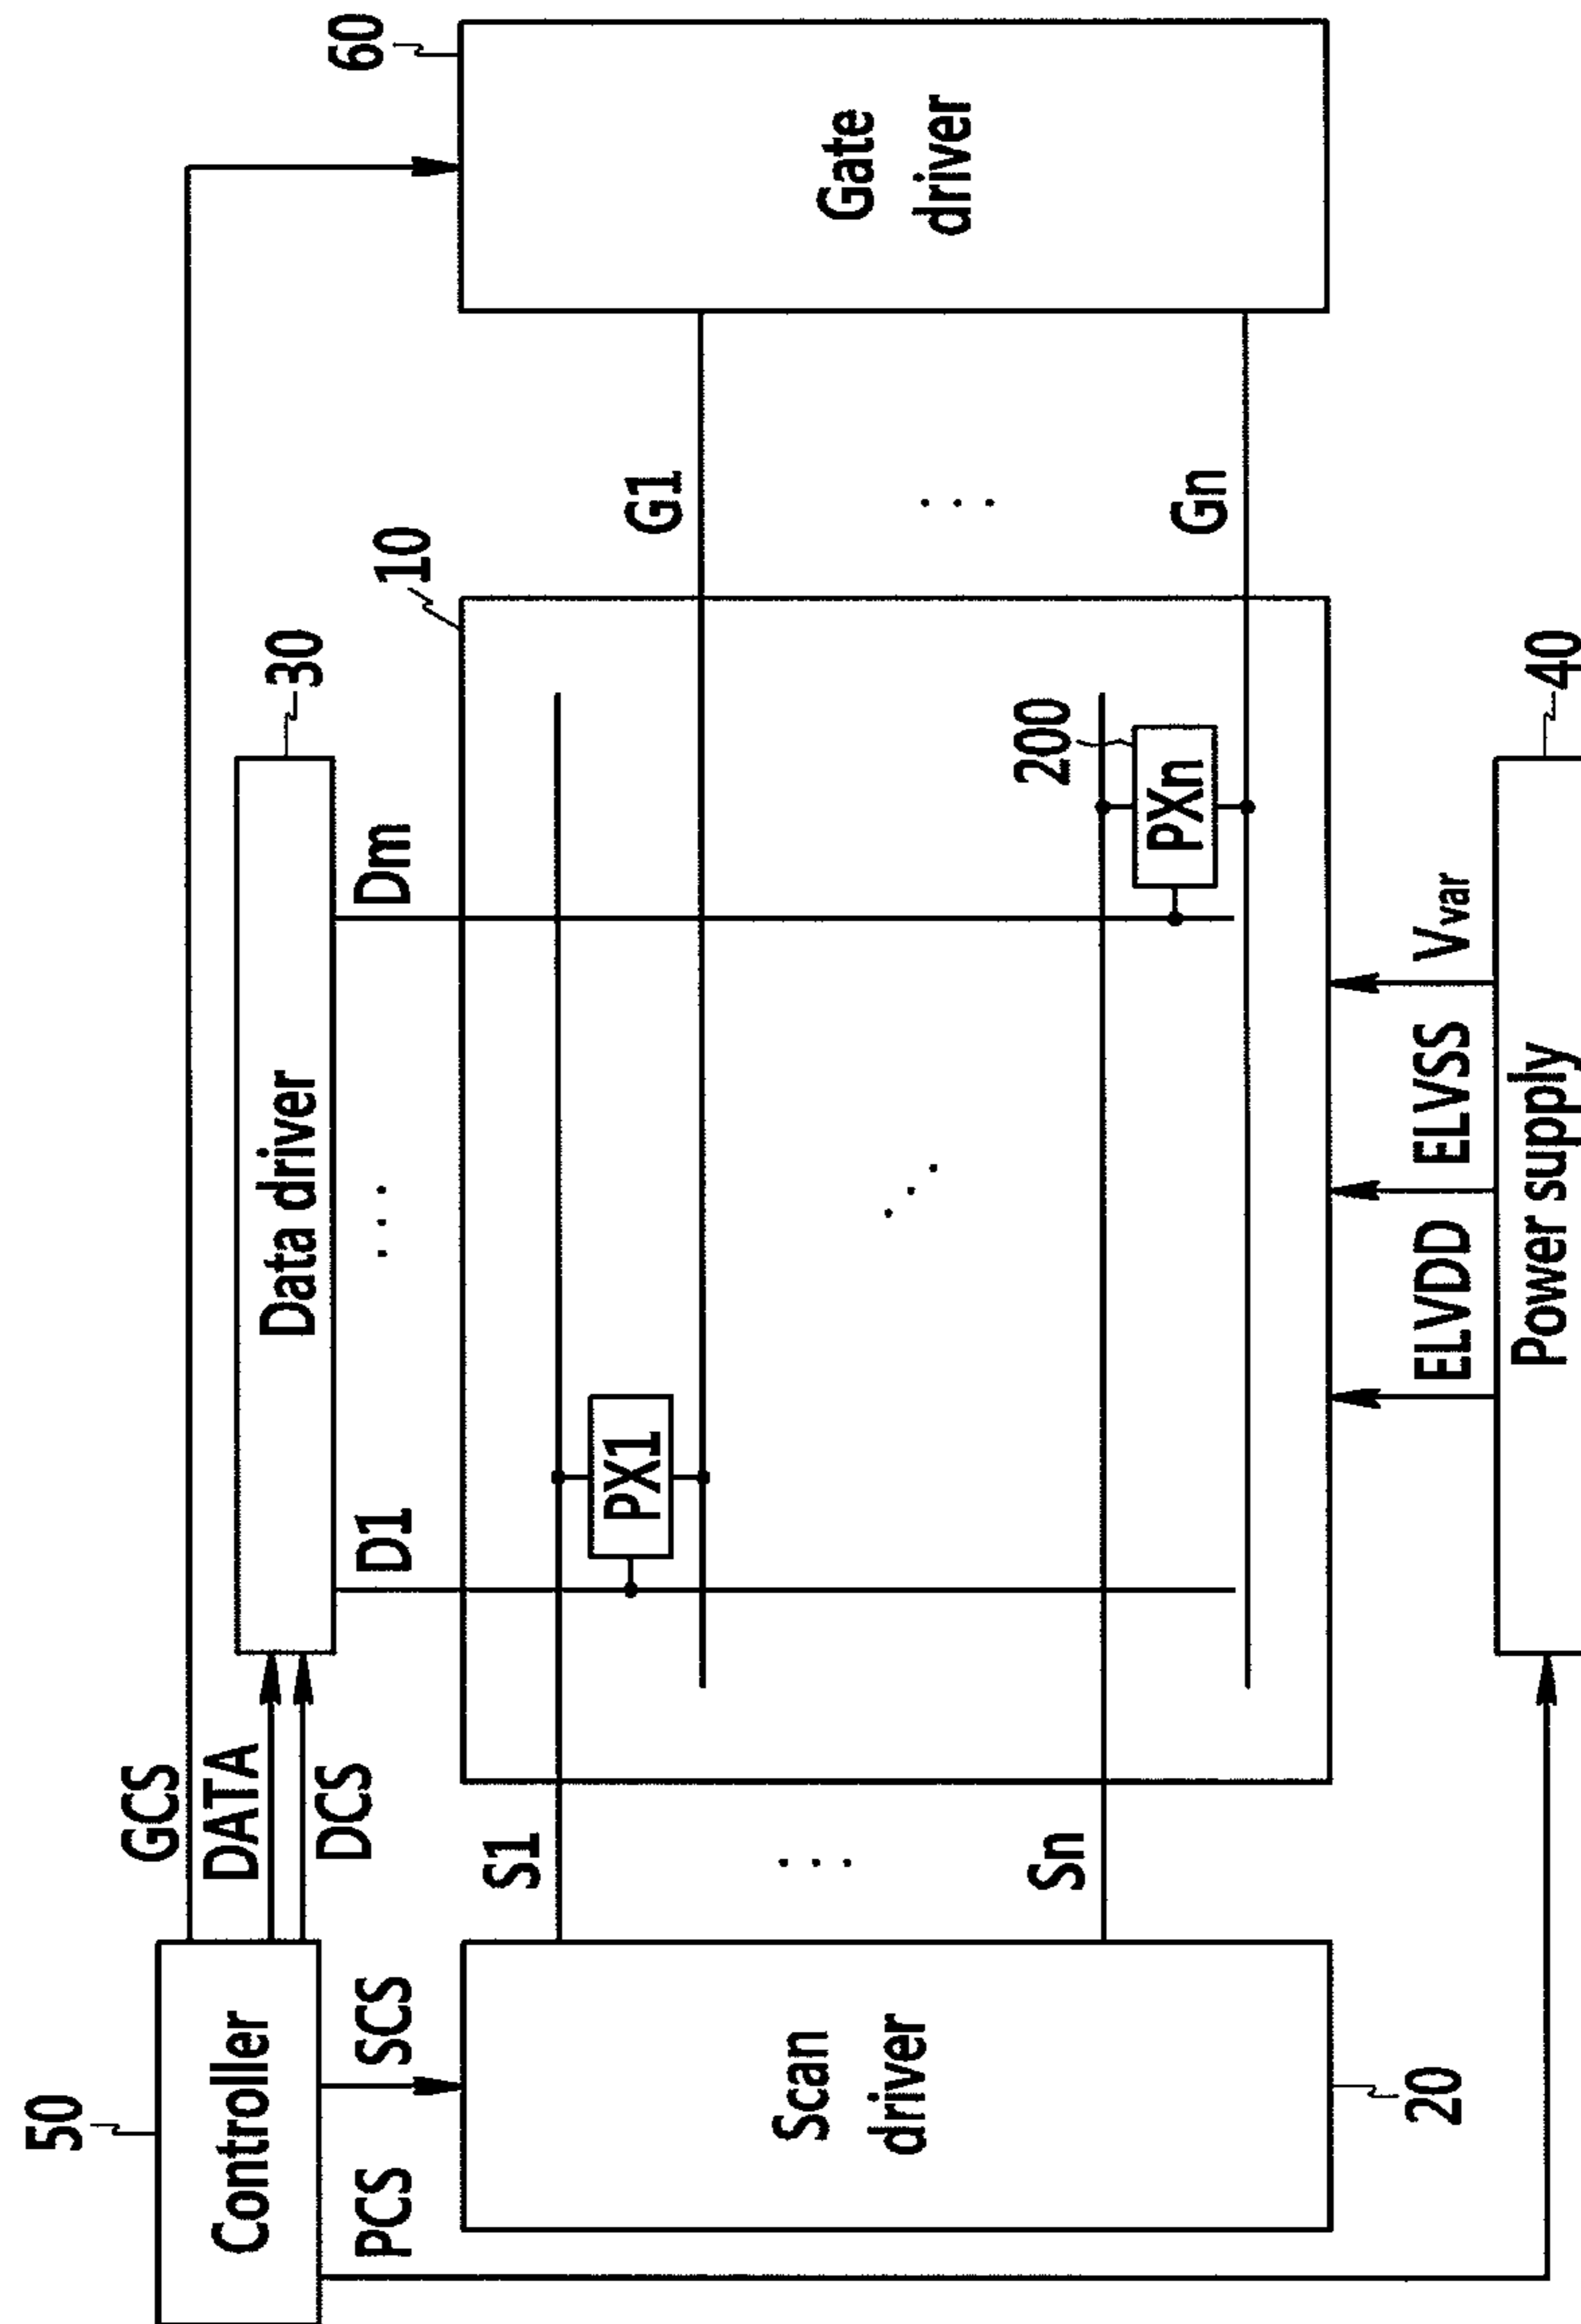 50
Controller
GCS
DATA
DCS
PCS
SCS
Data driver
30
60
D1
. . .
Dm
10
Scan
driver
20
S1
. . .
Sn
PX1
. . .
200
PXn
G1
. . .
Gn
Gate
driver
ELVDD
ELVSS
Vvar
Power supply
40